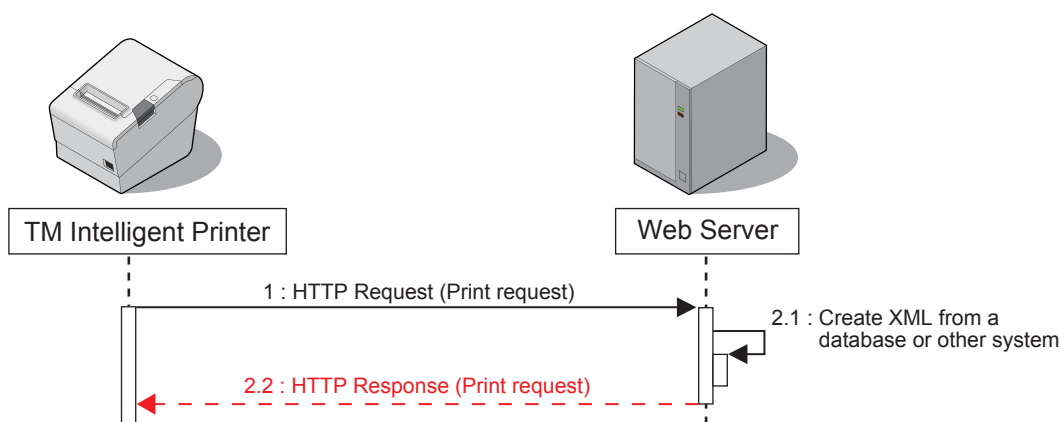 TM Intelligent Printer
Web Server
1 : HTTP Request (Print request)
2.1 : Create XML from a
database or other system
2.2 : HTTP Response (Print request)